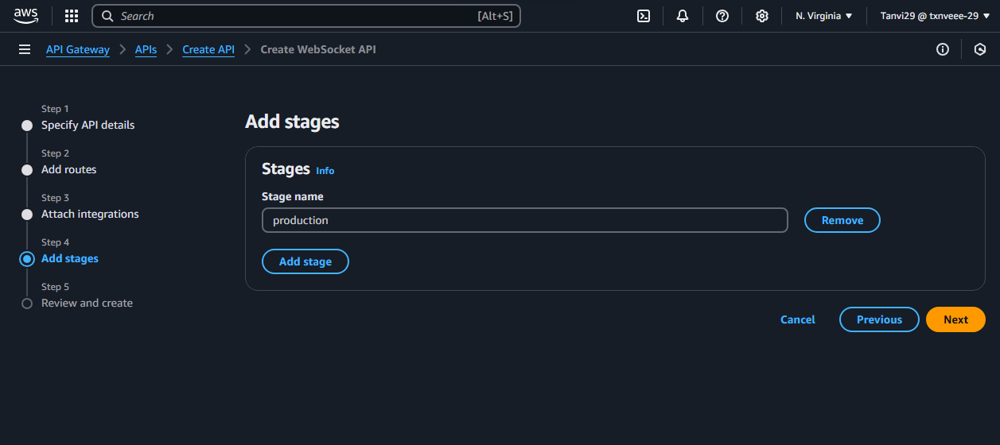 aws Search [Alt+S] N. Virginia Tanvi29 @ txnveee-29
API Gateway APIs Create API Create WebSocket API
Step 1
Specify API details
Step 2
Add routes
Step 3
Attach integrations
Step 4
Add stages
Step 5
Review and create
Add stages
Stages Info
Stage name
production Remove
Add stage
Cancel Previous Next